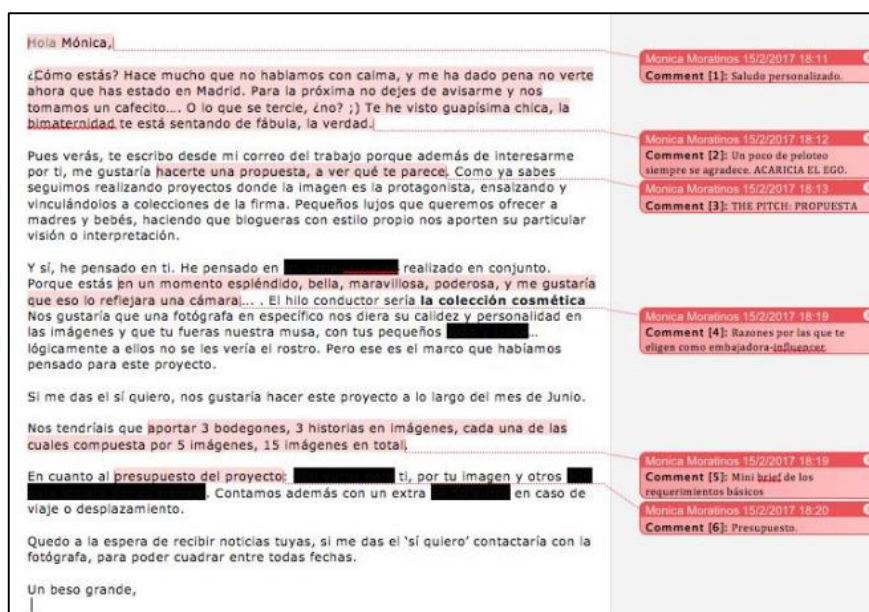 Hola Mónica,
¿Cómo estás? Hace mucho que no hablamos con calma, y me ha dado pena no verte
ahora que has estado en Madrid. Para la próxima no dejes de avisarme y nos
tomamos un cafecito.... O lo que se tercie, ¿no? ;) Te he visto guapísima chica, la
bimaternidad te está sentando de fábula, la verdad.
Pues verás, te escribo desde mi correo del trabajo porque además de interesarme
por ti, me gustaría hacerte una propuesta, a ver qué te parece. Como ya sabes
seguimos realizando proyectos donde la imagen es la protagonista, ensalzando y
vinculándolos a colecciones de la firma. Pequeños lujos que queremos ofrecer a
madres y bebés, haciendo que blogueras con estilo propio nos aporten su particular
visión o interpretación.
Y sí, he pensado en ti. He pensado en realizado en conjunto.
Porque estás en un momento espléndido, bella, maravillosa, poderosa, y me gustaría
que eso lo reflejara una cámara... . El hilo conductor sería la colección cosmética
Nos gustaría que una fotógrafa en específico nos diera su calidez y personalidad en
las imágenes y que tu fueras nuestra musa, con tus pequeños ...
lógicamente a ellos no se les vería el rostro. Pero ese es el marco que habíamos
pensado para este proyecto.
Si me das el sí quiero, nos gustaría hacer este proyecto a lo largo del mes de Junio.
Nos tendríais que aportar 3 bodegones, 3 historias en imágenes, cada una de las
cuales compuesta por 5 imágenes, 15 imágenes en total.
En cuanto al presupuesto del proyecto: ti, por tu imagen y otros
. Contamos además con un extra en caso de
viaje o desplazamiento.
Quedo a la espera de recibir noticias tuyas, si me das el 'sí quiero' contactaría con la
fotógrafa, para poder cuadrar entre todas fechas.
Un beso grande,
Monica Moratinos 15/2/2017 18:11
Comment [1]: Saludo personalizado.
Monica Moratinos 15/2/2017 18:12
Comment [2]: Un poco de peloteo
siempre se agradece. ACARICIA EL EGO.
Monica Moratinos 15/2/2017 18:13
Comment [3]: THE PITCH: PROPUESTA
Monica Moratinos 15/2/2017 18:19
Comment [4]: Razones por las que te
eligen como embajadora-influencer.
Monica Moratinos 15/2/2017 18:19
Comment [5]: Mini brief de los
requerimientos básicos
Monica Moratinos 15/2/2017 18:20
Comment [6]: Presupuesto.